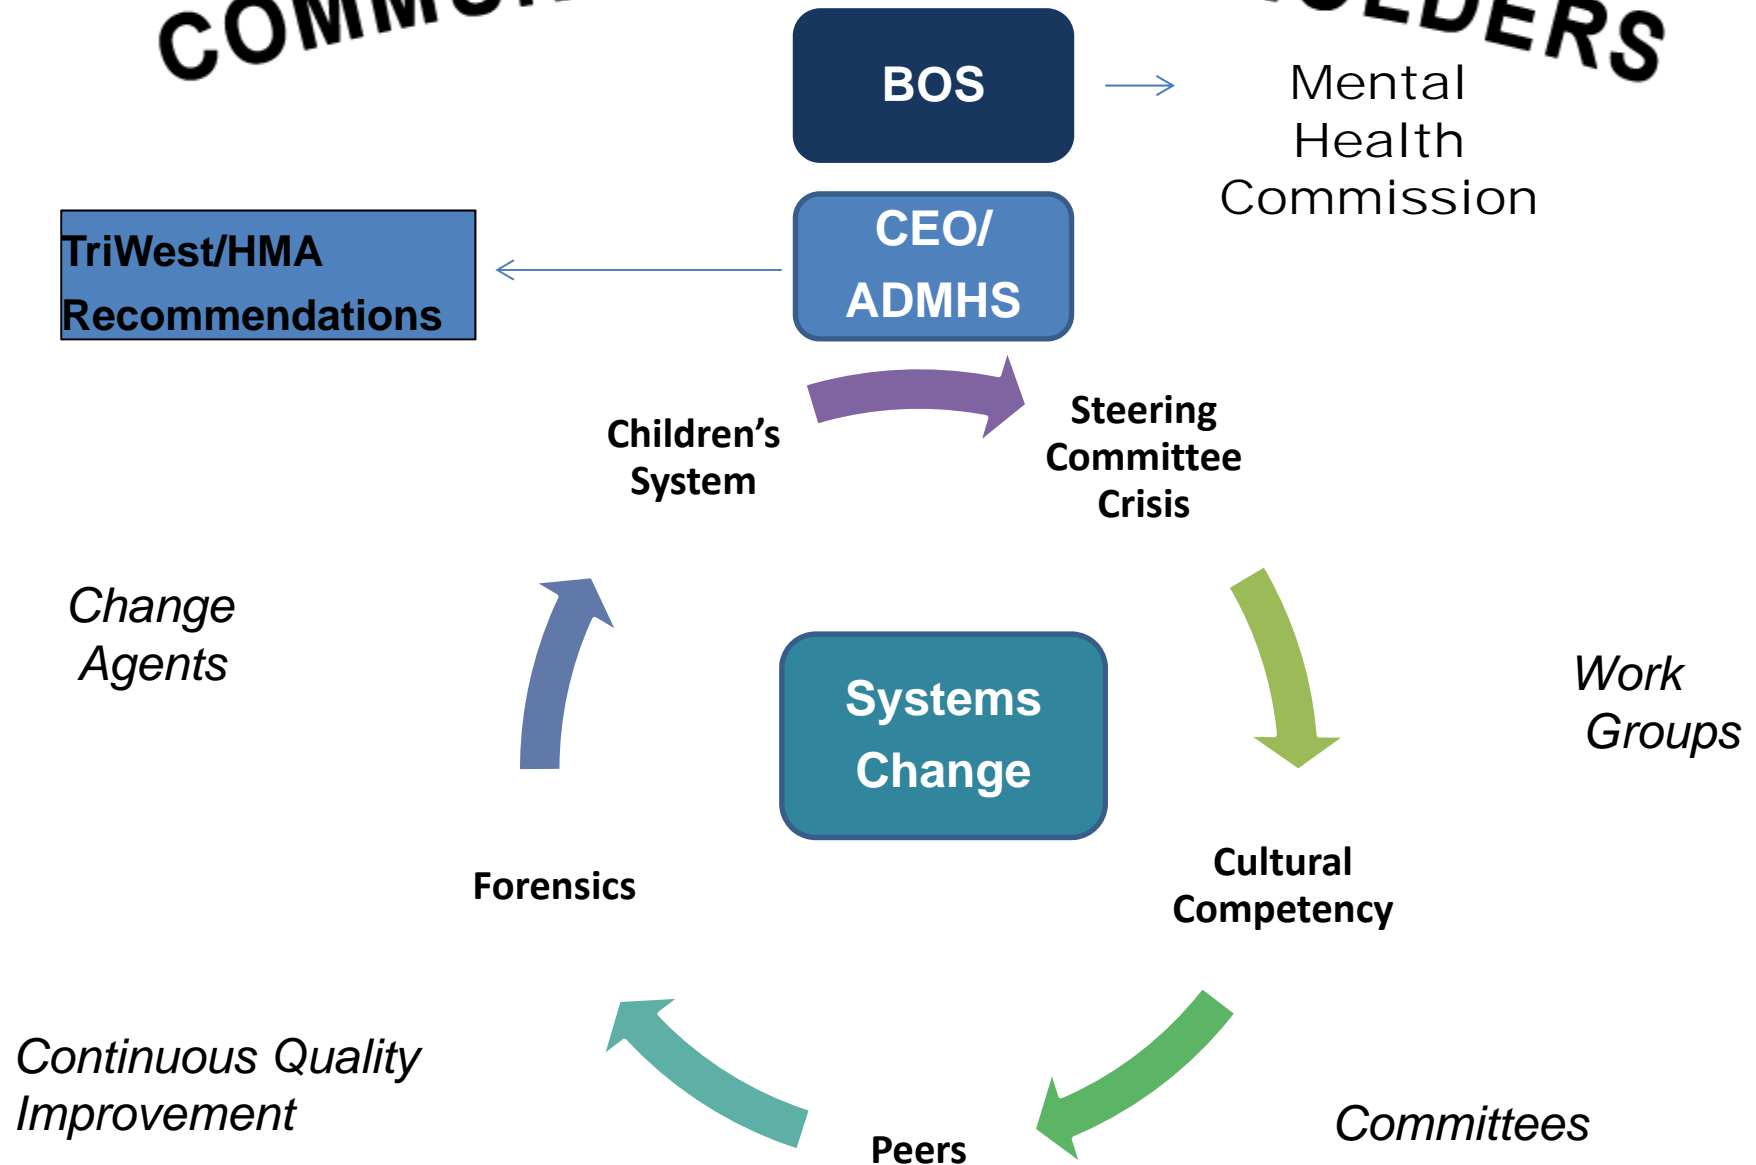 BOS
Mental
Health
Commission
TriWest/HMA
Recommendations
CEO/
ADMHS
Children’s
System
Steering
Committee
Crisis
Change
Agents
Systems
Change
Work
Groups
Forensics
Cultural
Competency
Continuous Quality
Improvement
Peers
Committees